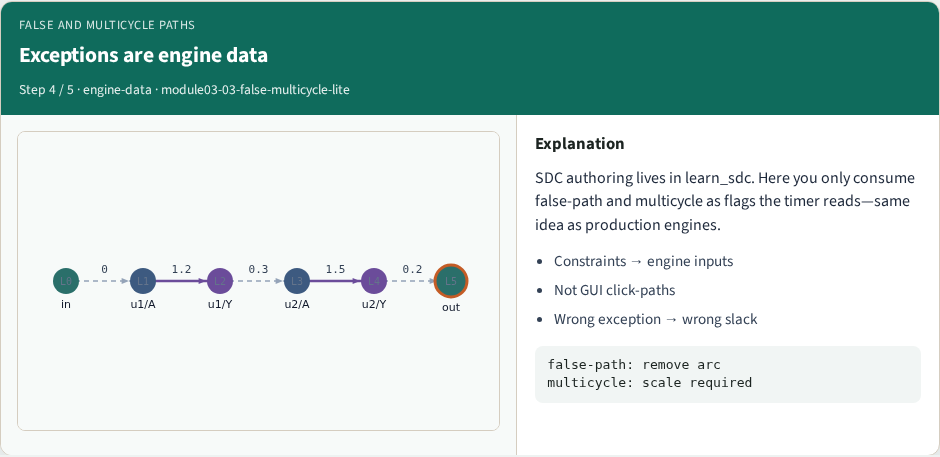 FALSE AND MULTICYCLE PATHS
Exceptions are engine data
Step 4 / 5 · engine-data · module03-03-false-multicycle-lite
0 1.2 0.3 1.5 0.2
L0 L1 L2 L3 L4 L5
in u1/A u1/Y u2/A u2/Y out
Explanation
SDC authoring lives in learn_sdc. Here you only consume
false-path and multicycle as flags the timer reads—same
idea as production engines.
• Constraints → engine inputs
• Not GUI click-paths
• Wrong exception → wrong slack
false-path: remove arc
multicycle: scale required